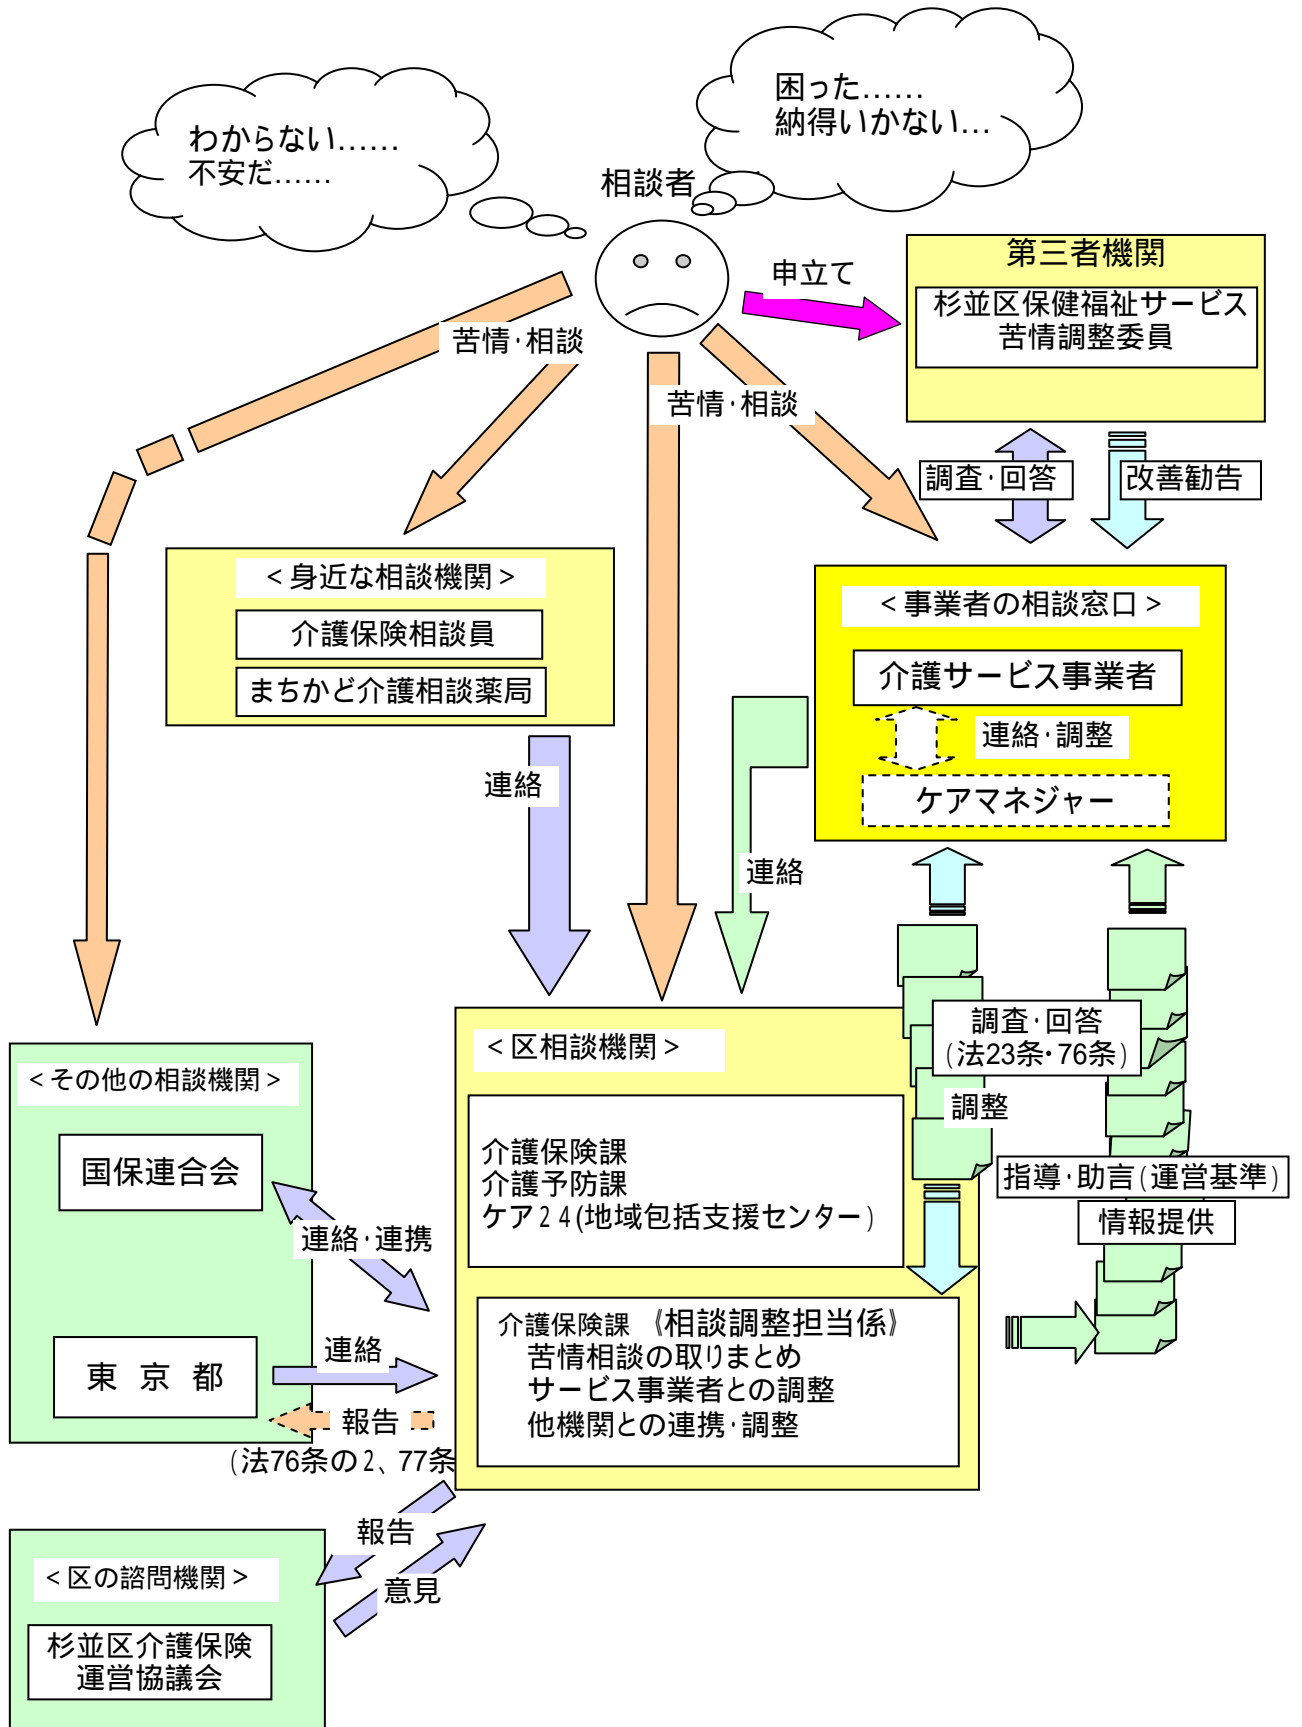 わからない……
不安だ……
困った……
納得いかない…
相談者
申立て
第三者機関
杉並区保健福祉サービス
苦情調整委員
苦情・相談
苦情・相談
調査・回答
改善勧告
<身近な相談機関>
介護保険相談員
まちかど介護相談薬局
<事業者の相談窓口>
介護サービス事業者
連絡・調整
ケアマネジャー
連絡
連絡
<区相談機関>
介護保険課
介護予防課
ケア24(地域包括支援センター)
調査・回答
(法23条・76条)
調整
指導・助言(運営基準)
情報提供
<その他の相談機関>
国保連合会
連絡・連携
東 京 都
連絡
報告
(法76条の2、77条
介護保険課 《相談調整担当係》
苦情相談の取りまとめ
サービス事業者との調整
他機関との連携・調整
報告
意見
<区の諮問機関>
杉並区介護保険
運営協議会